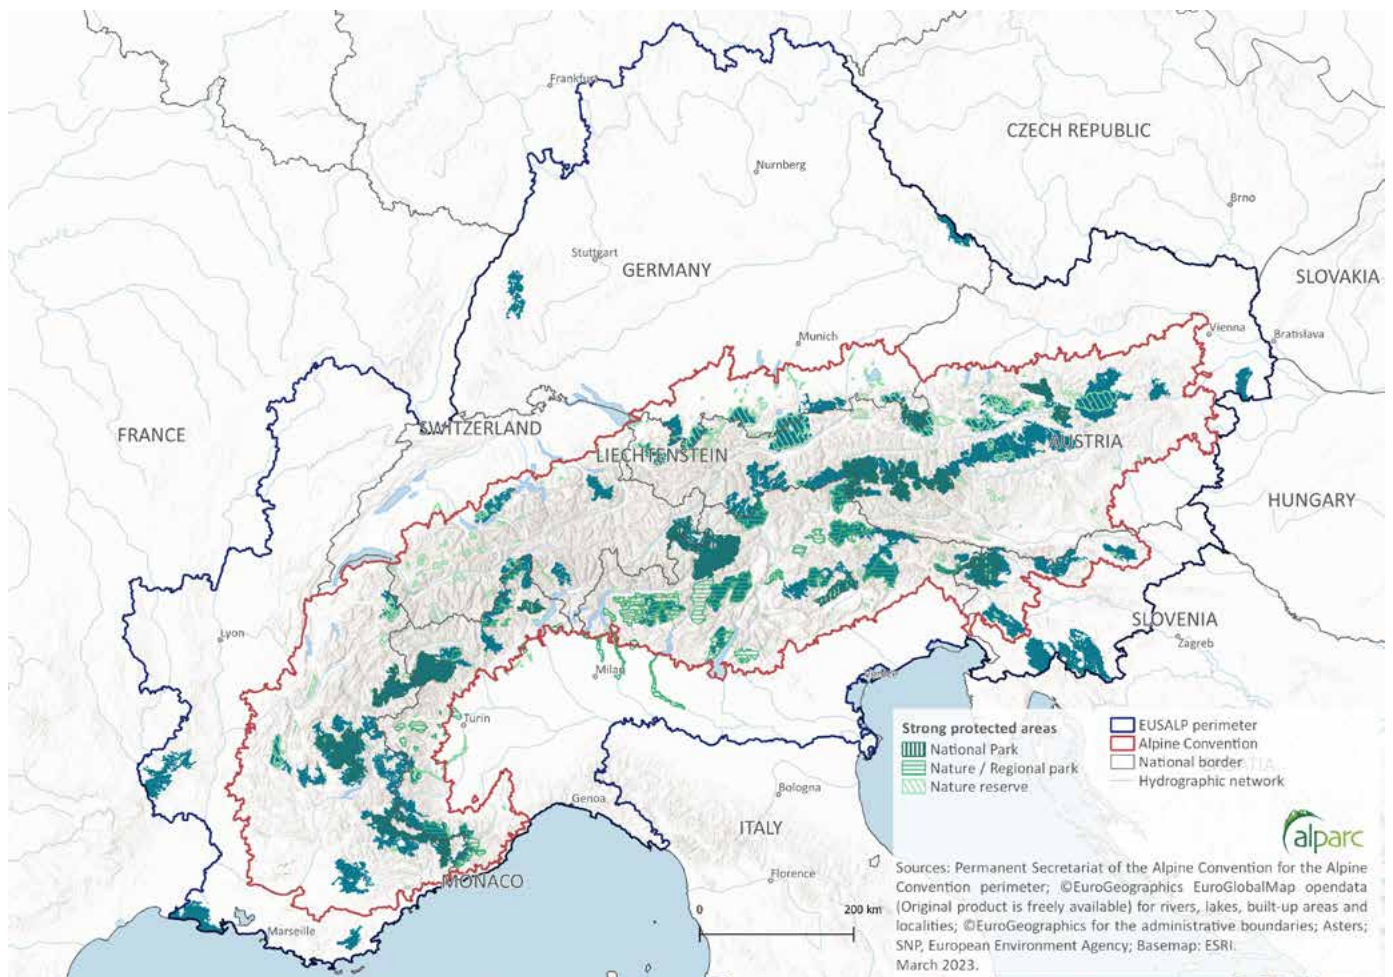 Frankfurt
CZECH REPUBLIC
Nurnberg
Brno
Stuttgart
GERMANY
SLOVAKIA
Munich
Vienna
Bratislava
FRANCE
SWITZERLAND
LIECHTENSTEIN
AUSTRIA
HUNGARY
SLOVENIA
Lyon
Zagreb
Milan
Turin
Genoa
Bologna
ITALY
MONACO
Florence
Marseille
0
200 km
Strong protected areas
National Park
Nature / Regional park
Nature reserve
EUSALP perimeter
Alpine Convention
National border
Hydrographic network
alparc
Sources: Permanent Secretariat of the Alpine Convention for the Alpine
Convention perimeter; ©EuroGeographics EuroGlobalMap opendata
(Original product is freely available) for rivers, lakes, built-up areas and
localities; ©EuroGeographics for the administrative boundaries; Asters;
SNP, European Environment Agency; Basemap: ESRI.
March 2023.